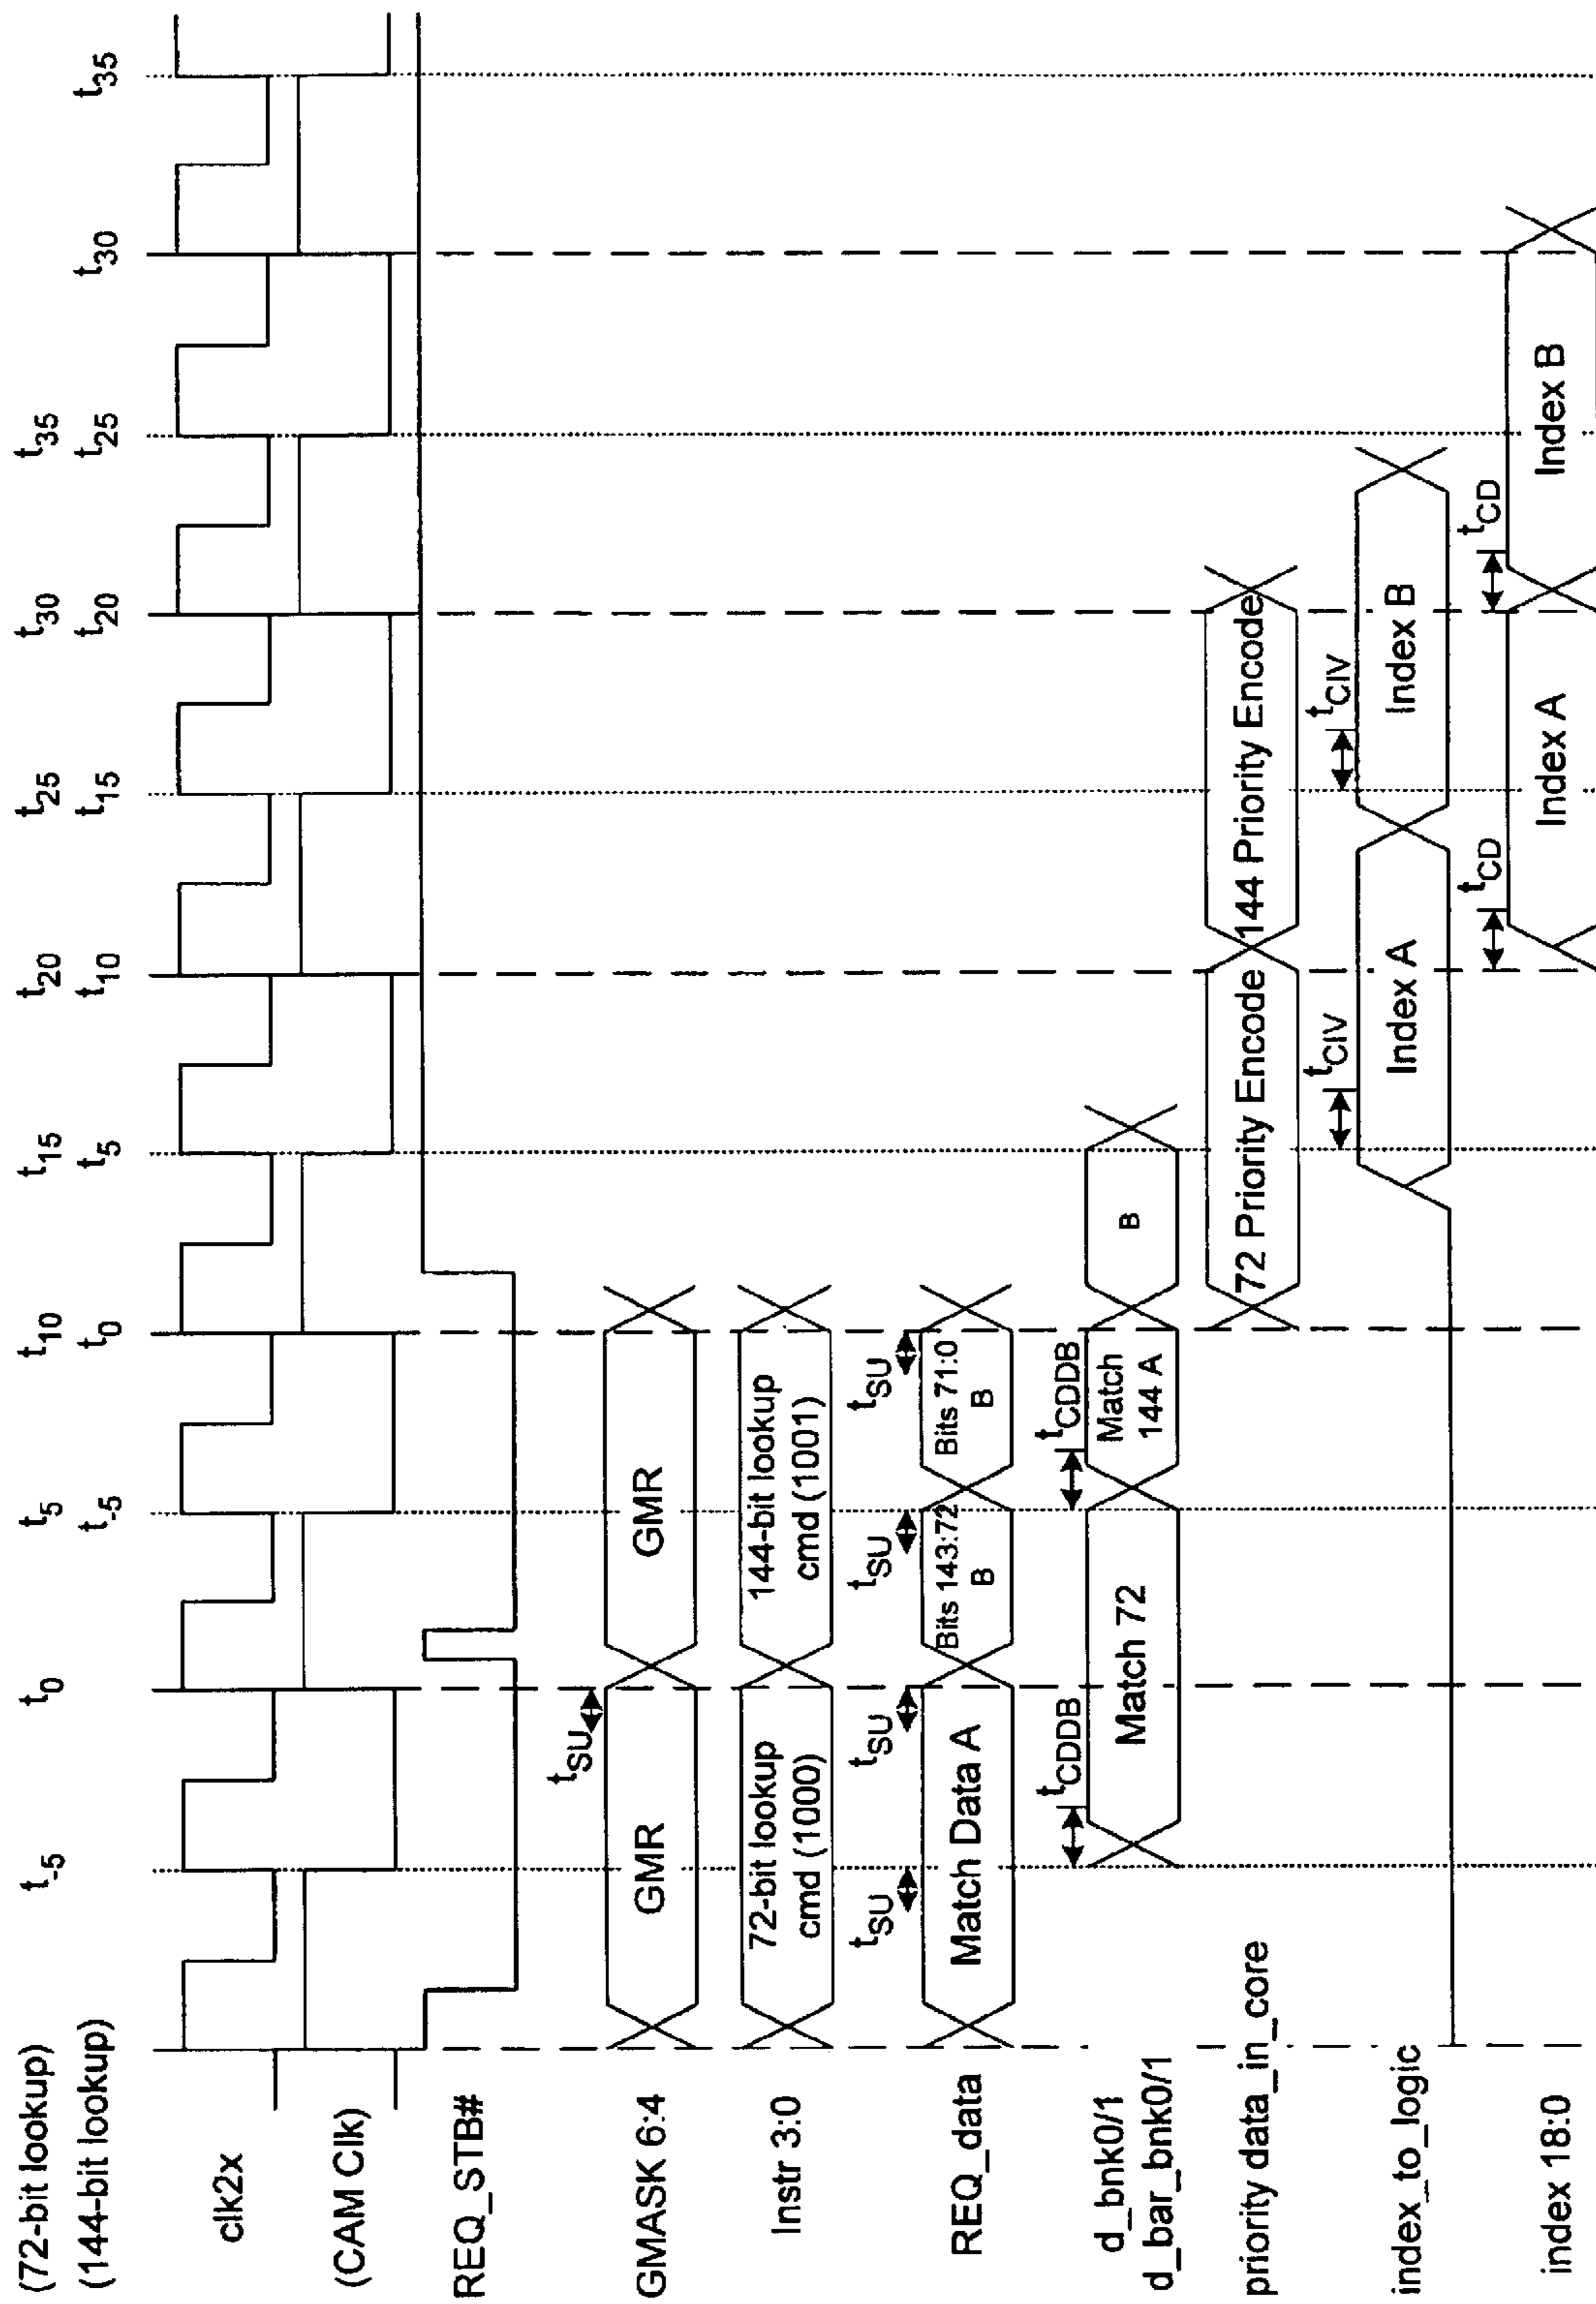 (72-bit lookup) t-5 t0 t5 t10 t15 t20 t25 t30 t35
(144-bit lookup) t-5 t0 t5 t10 t15 t20 t25 t30 t35
clk2x
(CAM Clk)
REQ_STB#
tSU
GMASK 6:4 GMR GMR
Instr 3:0 72-bit lookup 144-bit lookup
cmd (1000) cmd (1001)
tSU tSU tSU tSU
REQ_data Match Data A Bits 143:72 Bits 71:0
B B
tCDDB tCDDB
d_bnk0/1 Match 72 Match B
d_bar_bnk0/1 144 A
priority data_in_core 72 Priority Encode 144 Priority Encode
tCIV tCIV
index_to_logic Index A Index B
tCD tCD
index 18:0 Index A Index B